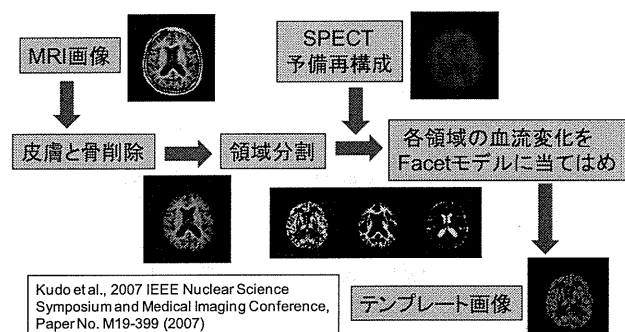 MRI画像
SPECT
予備再構成
皮膚と骨削除
領域分割
各領域の血流変化を
Facetモデルに当てはめ
Kudo et al., 2007 IEEE Nuclear Science
Symposium and Medical Imaging Conference,
Paper No. M19-399 (2007)
テンプレート画像